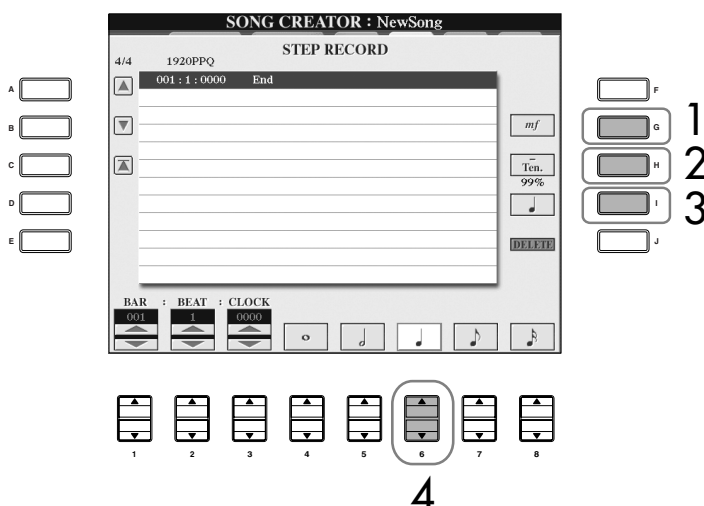 SONG CREATOR : NewSong
STEP RECORD
4/4 1920PPQ
001 : 1 : 0000 End
A F
B mf G 1
C Ten. H 2
99%
D I 3
E DELETE J
BAR : BEAT : CLOCK
001 1 0000
1 2 3 4 5 6 7 8
4